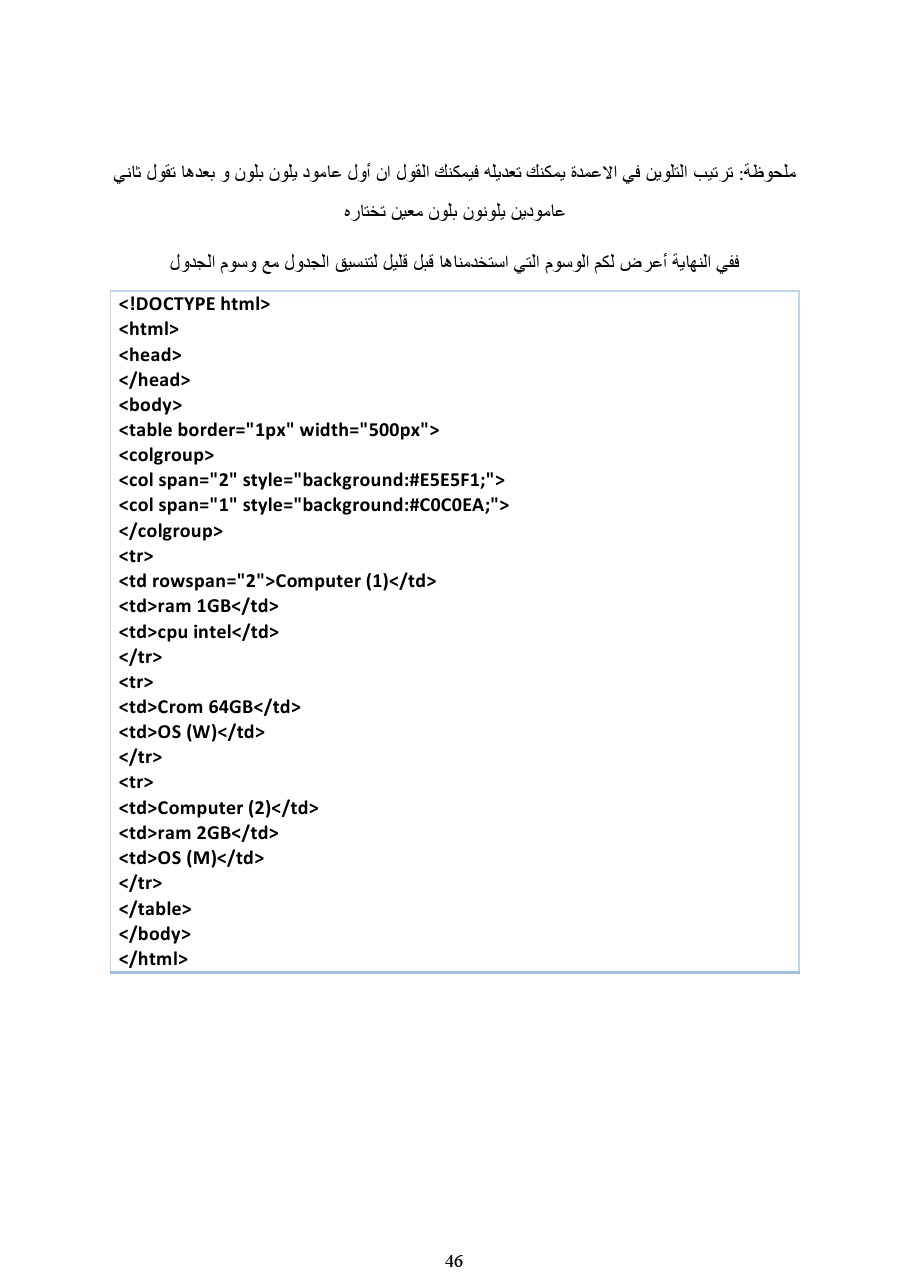 ملحوظة: ترتيب التلوين في الاعمدة يمكنك تعديله فيمكنك القول ان أول عامود يلون بلون و بعدها تقول ثاني
عامودين يلونون بلون معين تختاره
ففي النهاية أعرض لكم الوسوم التي استخدمناها قبل قليل لتنسيق الجدول مع وسوم الجدول
<!DOCTYPE html>
<html>
<head>
</head>
<body>
<table border="1px" width="500px">
<colgroup>
<col span="2" style="background:#E5E5F1;">
<col span="1" style="background:#C0C0EA;">
</colgroup>
<tr>
<td rowspan="2">Computer (1)</td>
<td>ram 1GB</td>
<td>cpu intel</td>
</tr>
<tr>
<td>Crom 64GB</td>
<td>OS (W)</td>
</tr>
<tr>
<td>Computer (2)</td>
<td>ram 2GB</td>
<td>OS (M)</td>
</tr>
</table>
</body>
</html>
46